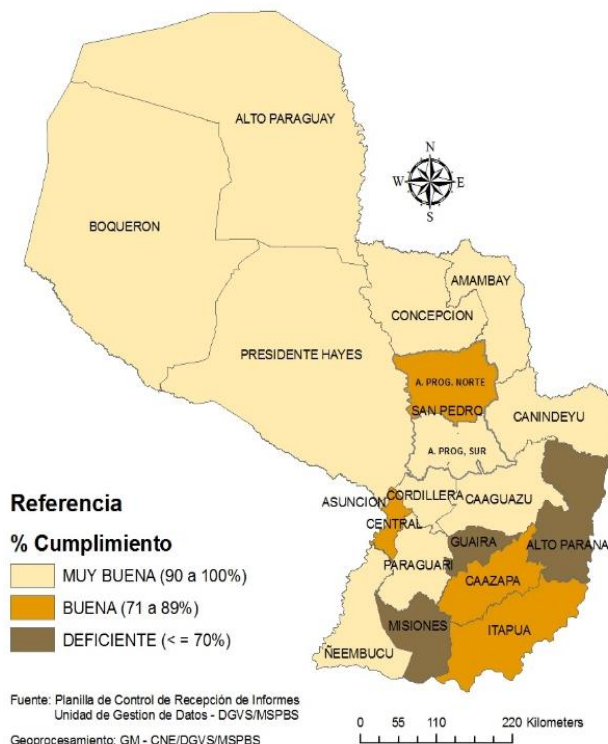 ALTO PARAGUAY
N
W E
S
BOQUERON
AMAMBAY
CONCEPCION
PRESIDENTE HAYES
A. PROG. NORTE
SAN PEDRO
CANINDEYU
A. PROG, SUR
Referencia
ASUNCION
CORDILLERA
CAAGUAZU
% Cumplimiento
CENTRAL
GUAIRA
ALTO PARANA
MUY BUENA (90 a 100%)
PARAGUARI
CAAZAPA
BUENA (71 a 89%)
MISIONES
ITAPUA
DEFICIENTE (< = 70%)
ÑEEMBUCU
Fuente: Planilla de Control de Recepción de Informes
Unidad de Gestion de Datos - DGVS/MSPBS
Geoprocesamiento: GM - CNE/DGVS/MSPBS
0 55 110 220 Kilometers